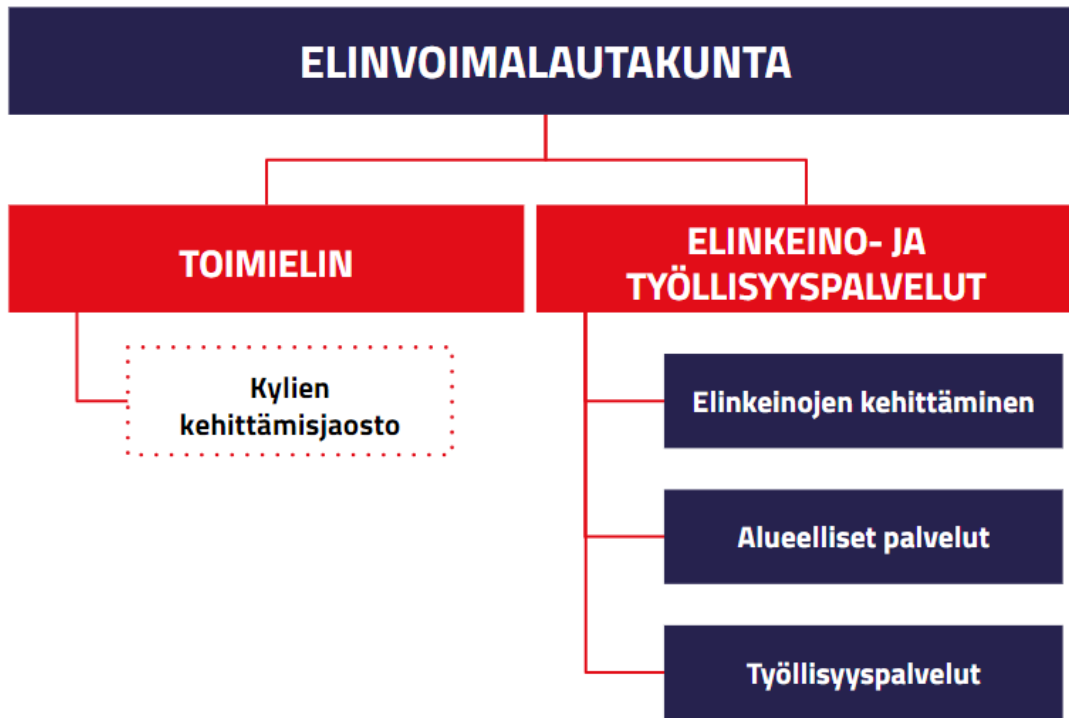 ELINVOIMALAUTAKUNTA
TOIMIELIN
Kylien
kehittämisjaosto
ELINKEINO- JA
TYÖLLISYYSPALVELUT
Elinkeinojen kehittäminen
Alueelliset palvelut
Työllisyyspalvelut